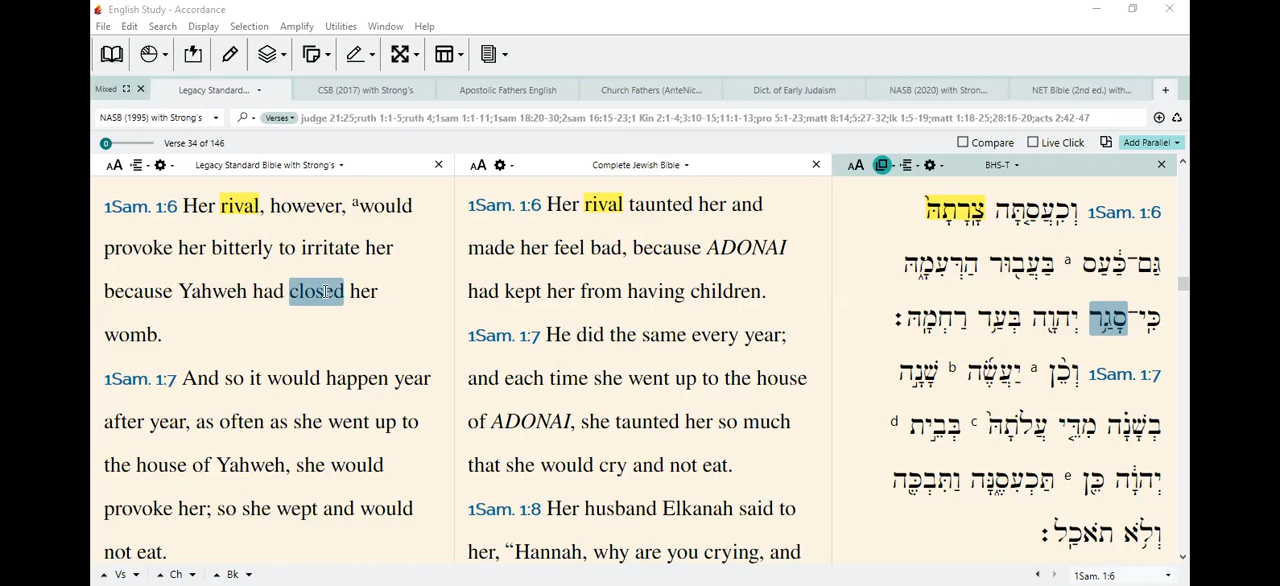 English Study - Accordance
File Edit Search Display Selection Amplify Utilities Window Help
Mixed Legacy Standard... CSB (2017) with Strong's Apostolic Fathers English Church Fathers (AnteNic... Dict. of Early Judaism NASB (2020) with Stron... NET Bible (2nd ed.) with... +
NASB (1995) with Strong's Verses judge 21:25;ruth 1:1-5;ruth 4;1sam 1:1-11;1sam 18:20-30;2sam 16:15-23;1 Kin 2:1-4;3:10-15;11:1-13;pro 5:1-23;matt 8:14;5:27-32;lk 1:5-19;matt 1:18-25;28:16-20;acts 2:42-47
0 Verse 34 of 146 Compare Live Click Add Parallel
AA Legacy Standard Bible with Strong's
1Sam. 1:6 Her rival, however, ᵃwould
provoke her bitterly to irritate her
because Yahweh had closed her
womb.
1Sam. 1:7 And so it would happen year
after year, as often as she went up to
the house of Yahweh, she would
provoke her; so she wept and would
not eat.
AA Complete Jewish Bible
1Sam. 1:6 Her rival taunted her and
made her feel bad, because ADONAI
had kept her from having children.
1Sam. 1:7 He did the same every year;
and each time she went up to the house
of ADONAI, she taunted her so much
that she would cry and not eat.
1Sam. 1:8 Her husband Elkanah said to
her, “Hannah, why are you crying, and
AA BHS-T
1Sam. 1:6 וְכִֽעֲסַ֤תָּה צָֽרָתָהּ֙
גַּם־כַּ֔עַס a בַּעֲב֖וּר הַרְּעִמָ֑הּ
כִּֽי־סָגַ֥ר יְהוָ֖ה בְּעַ֥ד רַחְמָֽהּ׃
1Sam. 1:7 וְכֵ֨ן a יַעֲשֶׂ֜ה b שָׁנָ֣ה
בְשָׁנָ֗ה מִדֵּ֤י עֲלֹתָהּ֙ c בְּבֵ֣ית d
יְהוָ֔ה כֵּ֖ן e תַּכְעִסֶ֑נָּה וַתִּבְכֶּ֖ה
וְלֹ֥א תֹאכַֽל׃
Vs Ch Bk 1Sam. 1:6